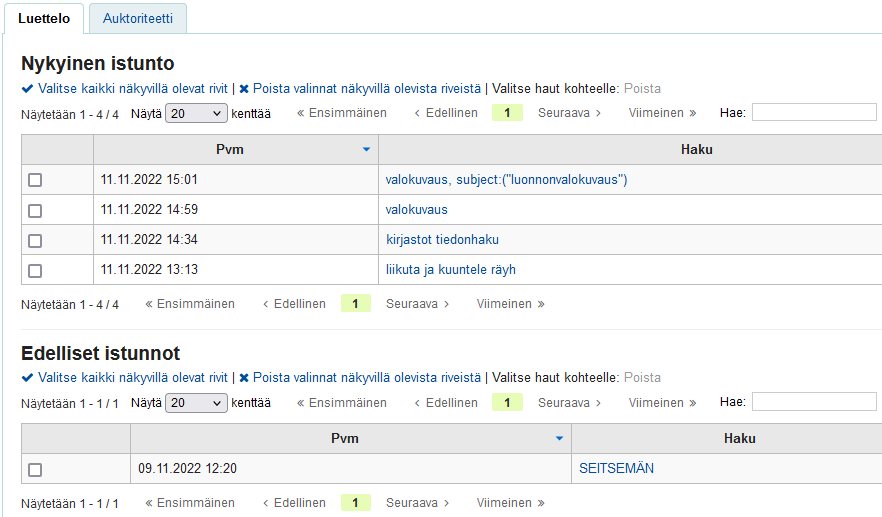 Luettelo Auktoriteetti
Nykyinen istunto
Valitse kaikki näkyvillä olevat rivit | Poista valinnat näkyvillä olevista riveistä | Valitse haut kohteelle: Poista
Näytetään 1 - 4 / 4 Näytä 20 kenttää « Ensimmäinen ‹ Edellinen 1 Seuraava › Viimeinen » Hae:
Pvm Haku
11.11.2022 15:01 valokuvaus, subject:("luonnonvalokuvaus")
11.11.2022 14:59 valokuvaus
11.11.2022 14:34 kirjastot tiedonhaku
11.11.2022 13:13 liikuta ja kuuntele räyh
Näytetään 1 - 4 / 4 « Ensimmäinen ‹ Edellinen 1 Seuraava › Viimeinen »
Edelliset istunnot
Valitse kaikki näkyvillä olevat rivit | Poista valinnat näkyvillä olevista riveistä | Valitse haut kohteelle: Poista
Näytetään 1 - 1 / 1 Näytä 20 kenttää « Ensimmäinen ‹ Edellinen 1 Seuraava › Viimeinen » Hae:
Pvm Haku
09.11.2022 12:20 SEITSEMÄN
Näytetään 1 - 1 / 1 « Ensimmäinen ‹ Edellinen 1 Seuraava › Viimeinen »